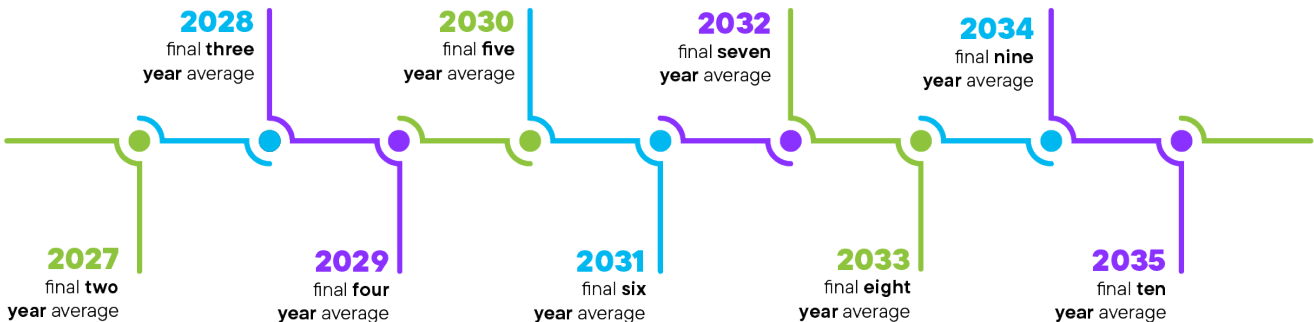 2028
final three
year average
2030
final five
year average
2032
final seven
year average
2034
final nine
year average
2027
final two
year average
2029
final four
year average
2031
final six
year average
2033
final eight
year average
2035
final ten
year average